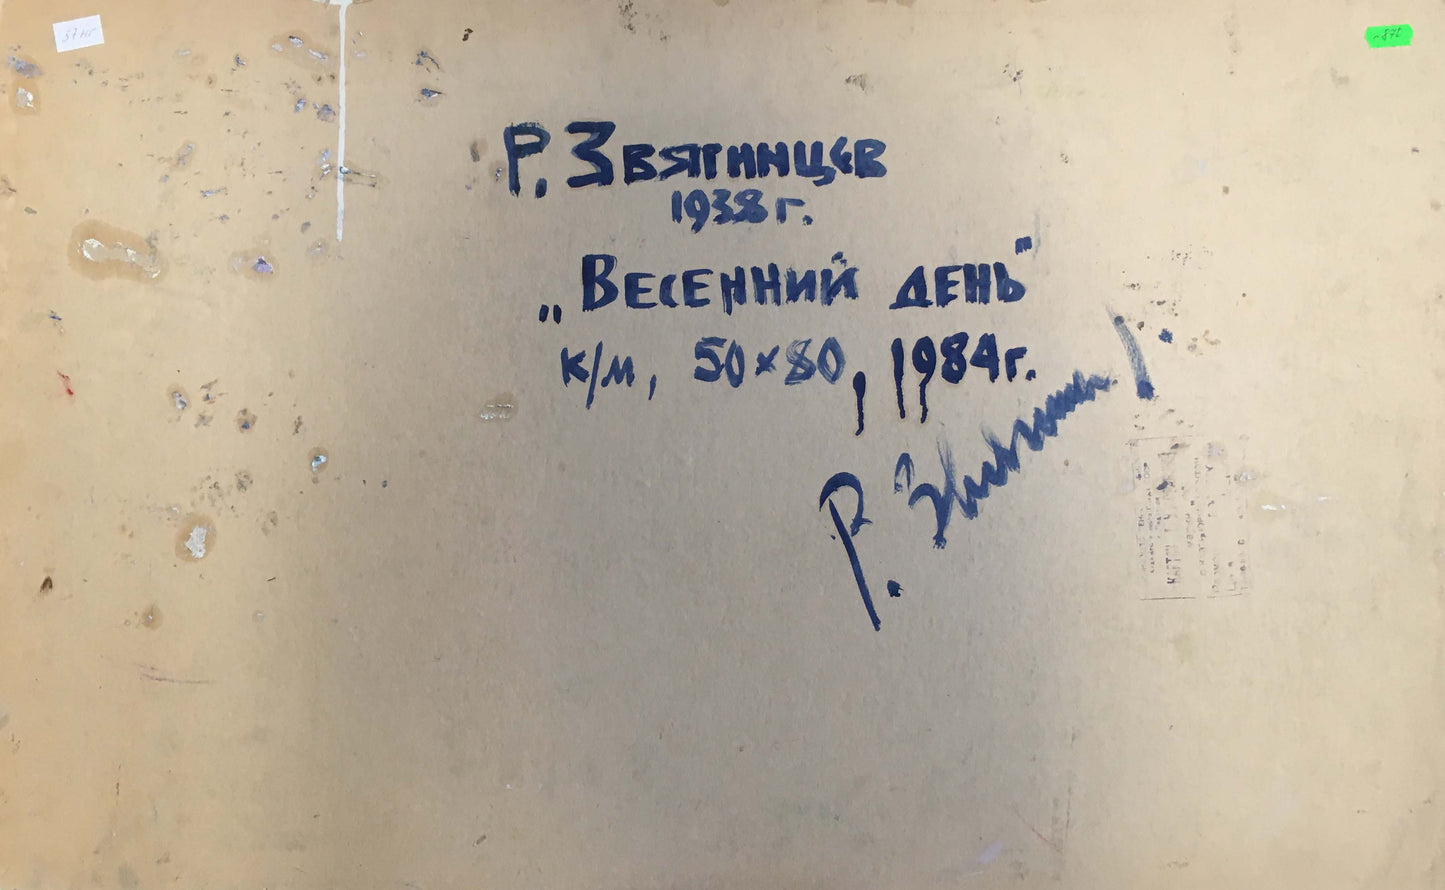 Р. Звягинцев
1938 г.
„Весенний день"
к/м, 50×80, 1984 г.
Р. Звягинцев